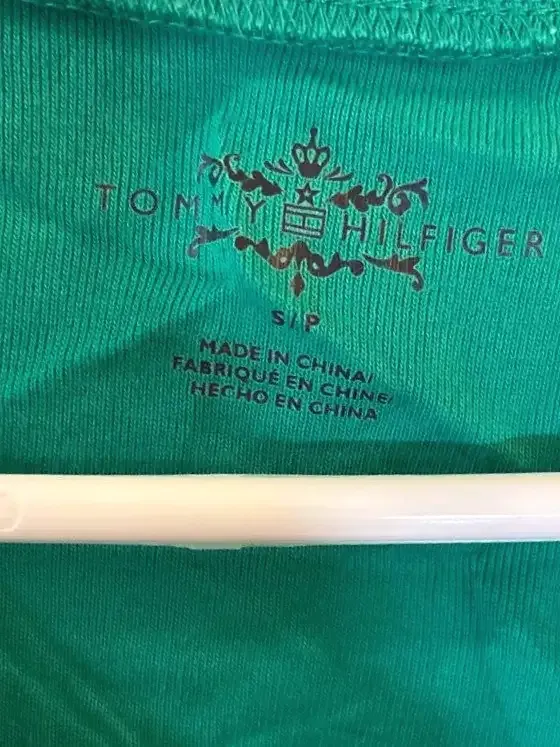 TOMMY HILFIGER
S/P
MADE IN CHINA/
FABRIQUÉ EN CHINE/
HECHO EN CHINA